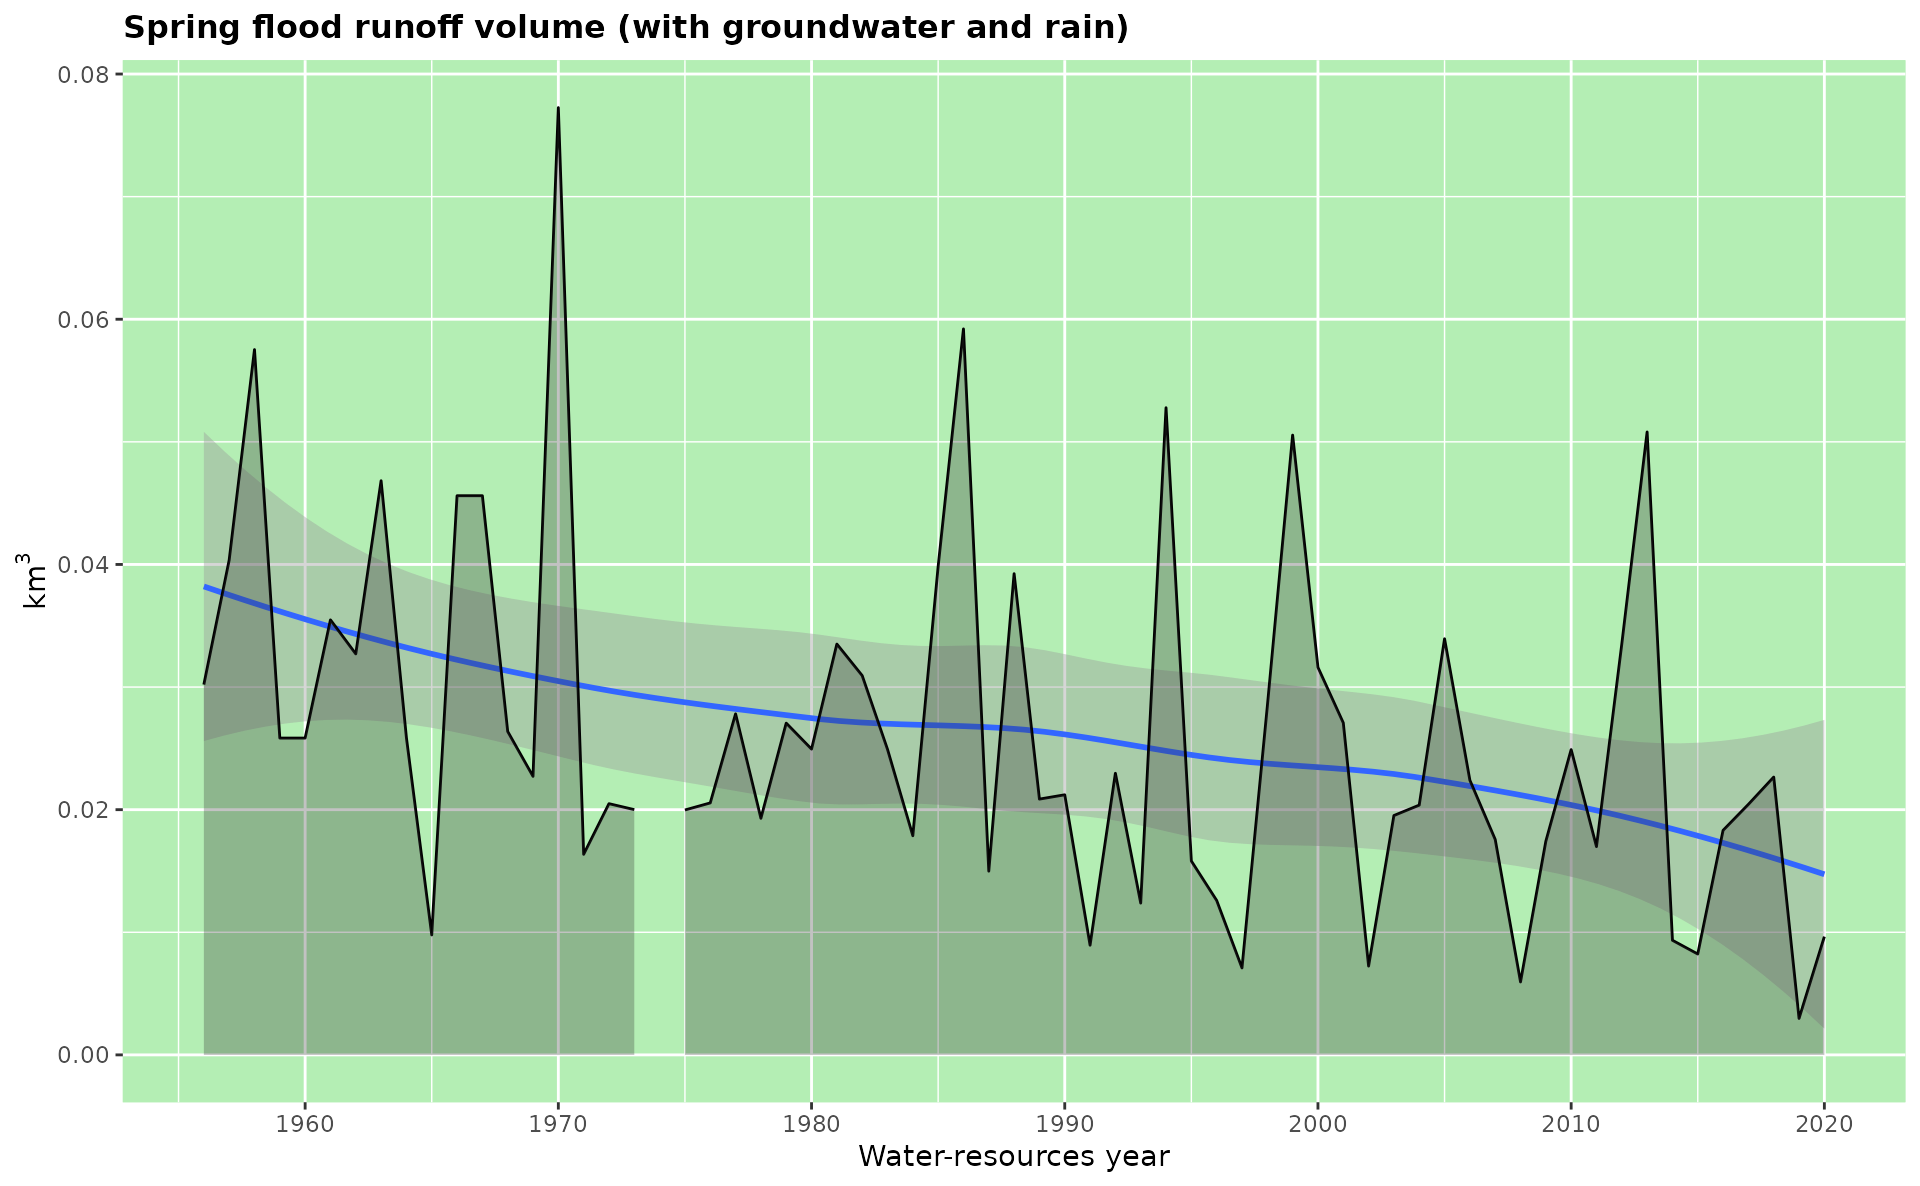 Spring flood runoff volume (with groundwater and rain)
km³
0.08
0.06
0.04
0.02
0.00
1960 1970 1980 1990 2000 2010 2020
Water-resources year